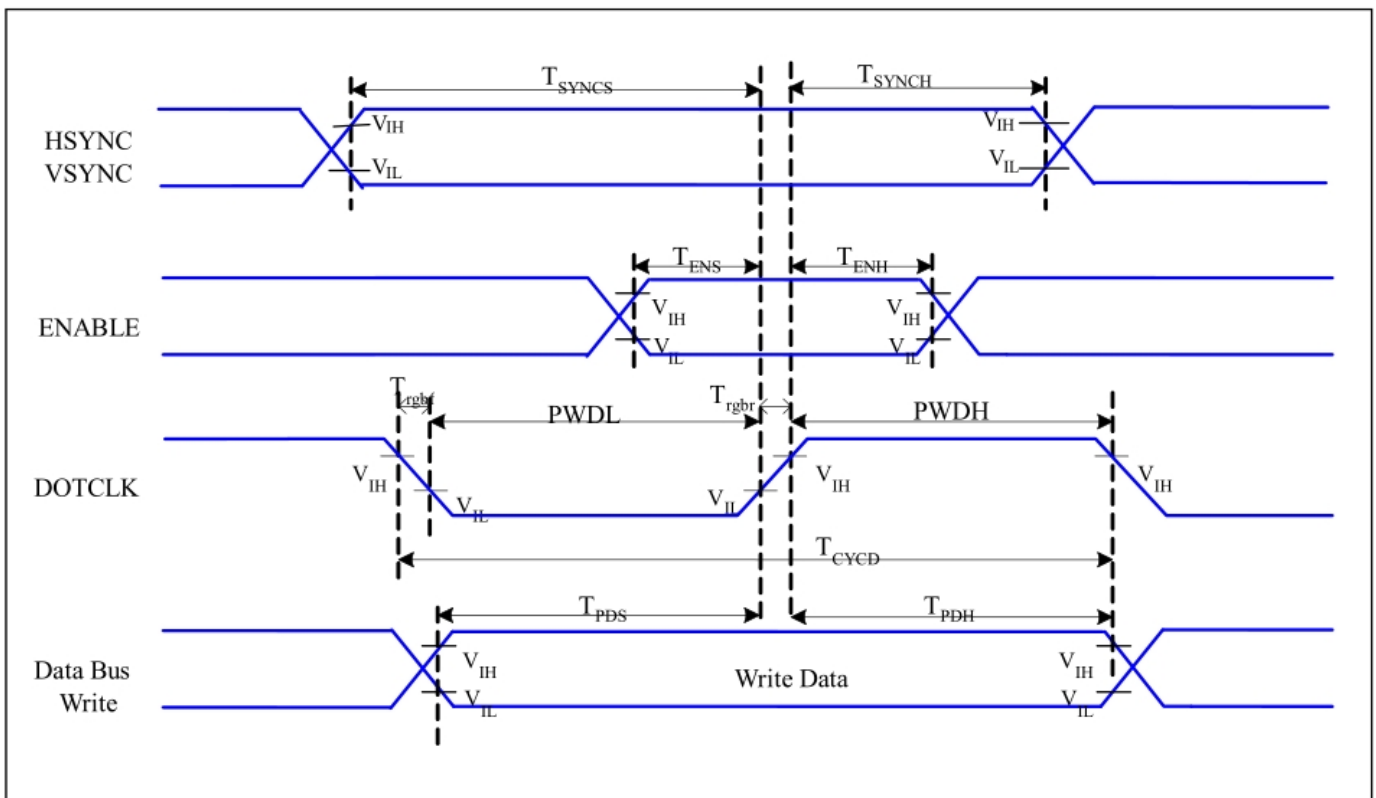 TSYNCS TSYNCH
HSYNC
VSYNC
VIH VIH
VIL VIL
TENS TENH
ENABLE
VIH VIH
VIL VIL
Trgbf Trgbr
PWDL PWDH
DOTCLK
VIH VIH VIH
VIL VIL
TCYCD
TPDS TPDH
Data Bus
Write
VIH Write Data VIH
VIL VIL